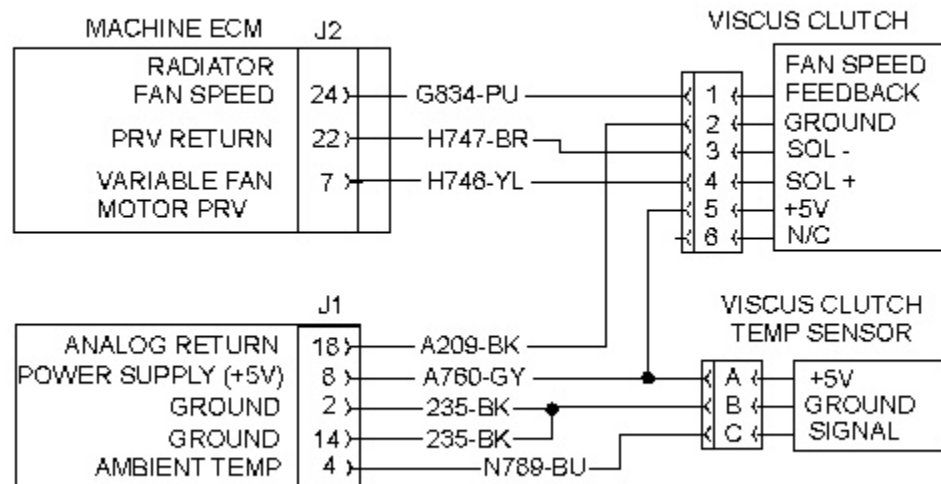 MACHINE ECM J2
VISCUS CLUTCH
RADIATOR
FAN SPEED 24 G834-PU 1 FAN SPEED
FEEDBACK
2 GROUND
PRV RETURN 22 H747-BR 3 SOL -
VARIABLE FAN 7 H746-YL 4 SOL +
MOTOR PRV 5 +5V
6 N/C
J1
VISCUS CLUTCH
TEMP SENSOR
ANALOG RETURN 18 A209-BK
POWER SUPPLY (+5V) 8 A760-GY A +5V
GROUND 2 235-BK B GROUND
GROUND 14 235-BK C SIGNAL
AMBIENT TEMP 4 N789-BU